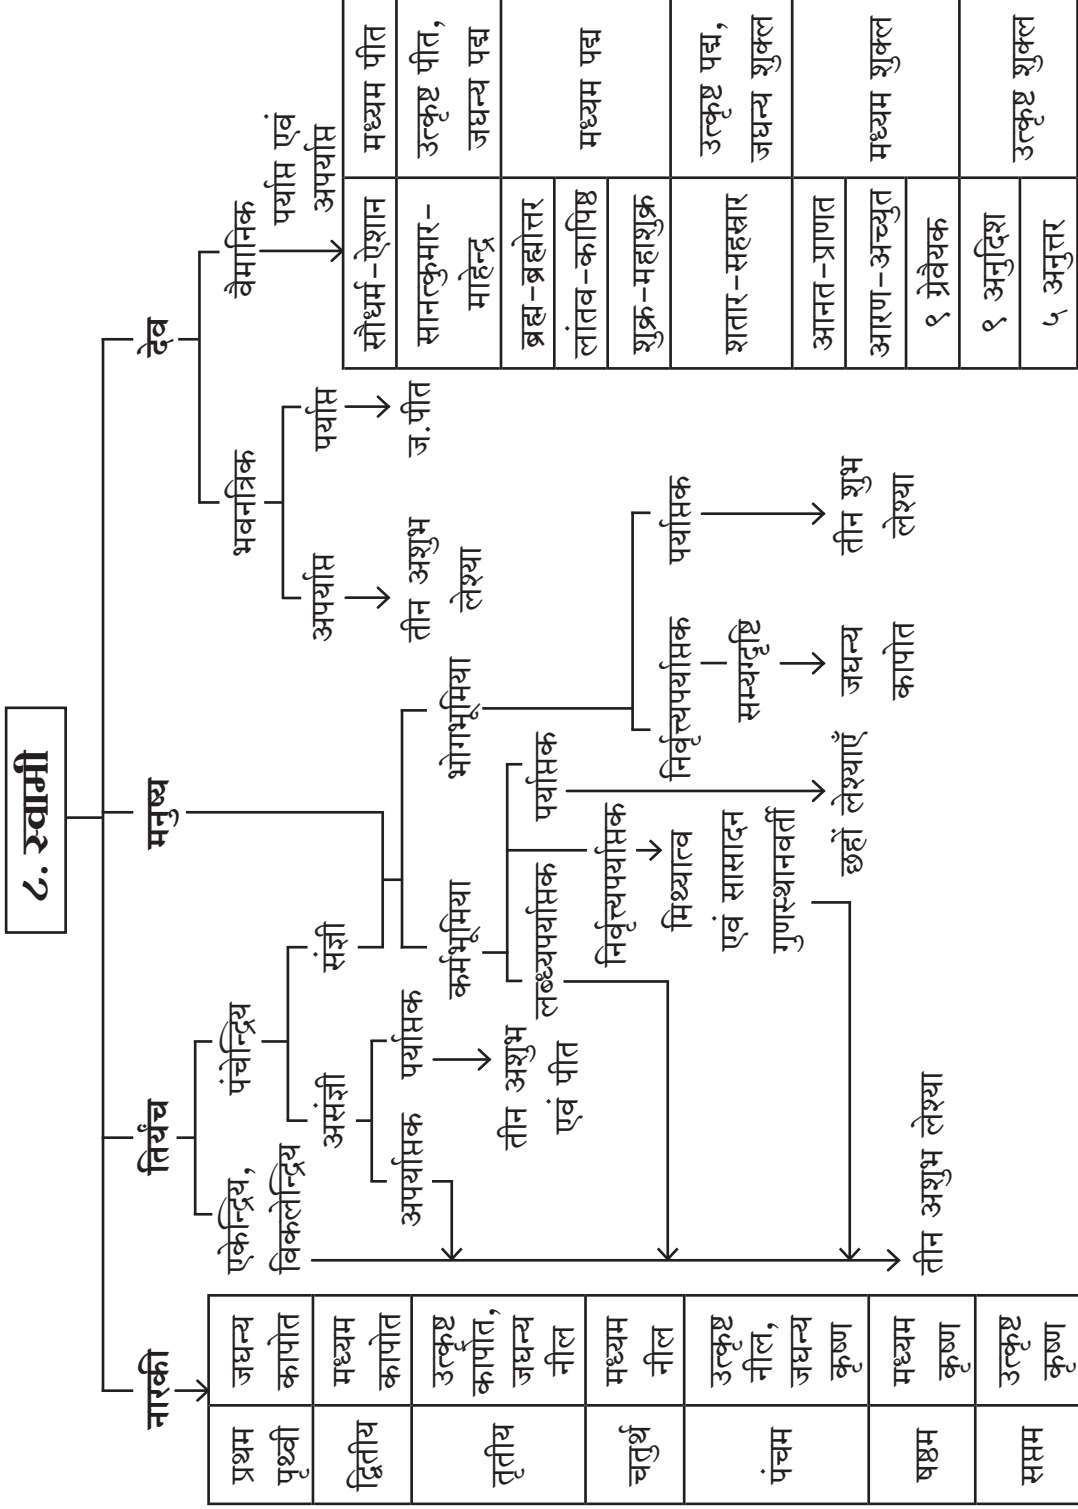 ८. स्वामी
नारकी
तिर्यंच
मनुष्य
देव
प्रथम
पृथ्वी
जघन्य
कापोत
द्वितीय
मध्यम
कापोत
तृतीय
उत्कृष्ट
कापोत,
जघन्य
नील
चतुर्थ
मध्यम
नील
पंचम
उत्कृष्ट
नील,
जघन्य
कृष्ण
षष्ठम
मध्यम
कृष्ण
सप्तम
उत्कृष्ट
कृष्ण
एकेन्द्रिय,
विकलेन्द्रिय
पंचेन्द्रिय
असंज्ञी
संज्ञी
अपर्याप्तक
पर्याप्तक
तीन अशुभ
एवं पीत
तीन अशुभ लेश्या
कर्मभूमिया
भोगभूमिया
लब्ध्यपर्याप्तक
निर्वृत्त्यपर्याप्तक
पर्याप्तक
मिथ्यात्व
एवं सासादन
गुणस्थानवर्ती
छहों लेश्याएँ
निर्वृत्त्यपर्याप्तक
सम्यग्दृष्टि
जघन्य
कापोत
पर्याप्तक
तीन शुभ
लेश्या
भवनत्रिक
वैमानिक
अपर्याप्त
पर्याप्त
तीन अशुभ
लेश्या
ज.पीत
पर्याप्त एवं
अपर्याप्त
सौधर्म-ऐशान
मध्यम पीत
सानत्कुमार-
माहेन्द्र
उत्कृष्ट पीत,
जघन्य पद्म
ब्रह्म-ब्रह्मोत्तर
लांतव-कापिष्ठ
शुक्र-महाशुक्र
मध्यम पद्म
शतार-सहस्रार
उत्कृष्ट पद्म,
जघन्य शुक्ल
आनत-प्राणत
आरण-अच्युत
९ ग्रैवेयक
मध्यम शुक्ल
९ अनुदिश
५ अनुत्तर
उत्कृष्ट शुक्ल